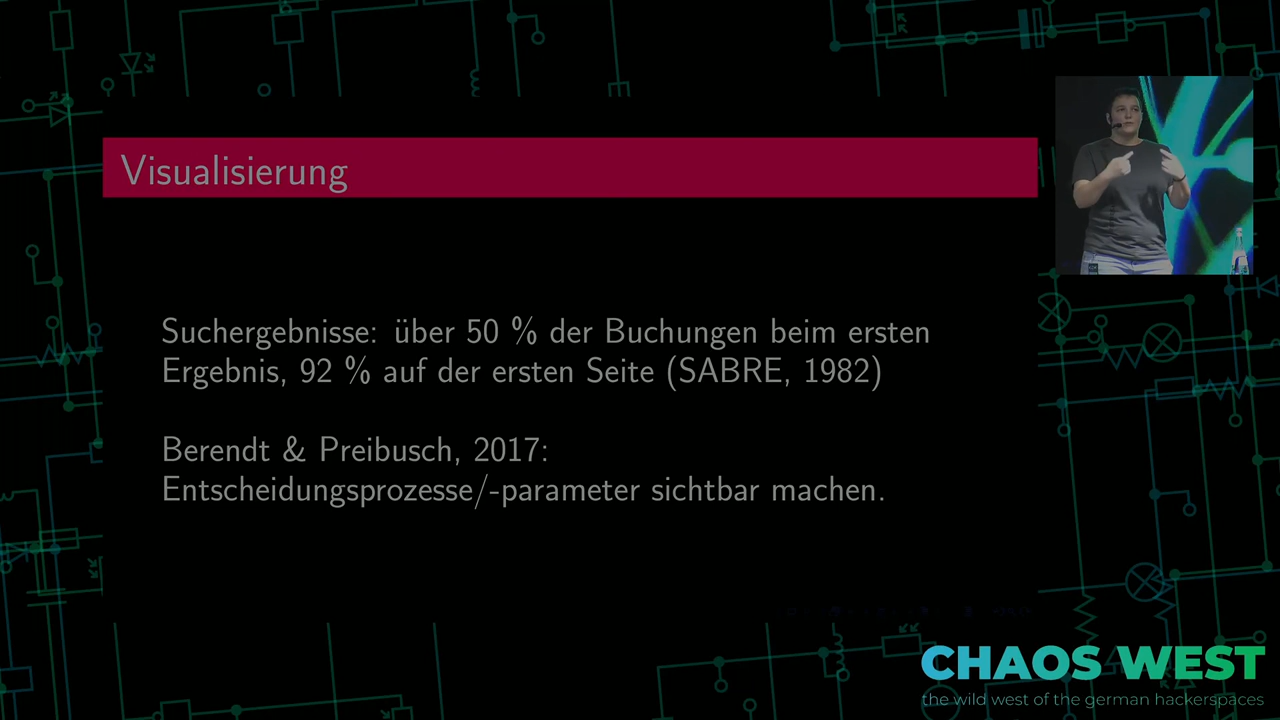 Visualisierung
Suchergebnisse: über 50 % der Buchungen beim ersten
Ergebnis, 92 % auf der ersten Seite (SABRE, 1982)
Berendt & Preibusch, 2017:
Entscheidungsprozesse/-parameter sichtbar machen.
CHAOS WEST
the wild west of the german hackerspaces